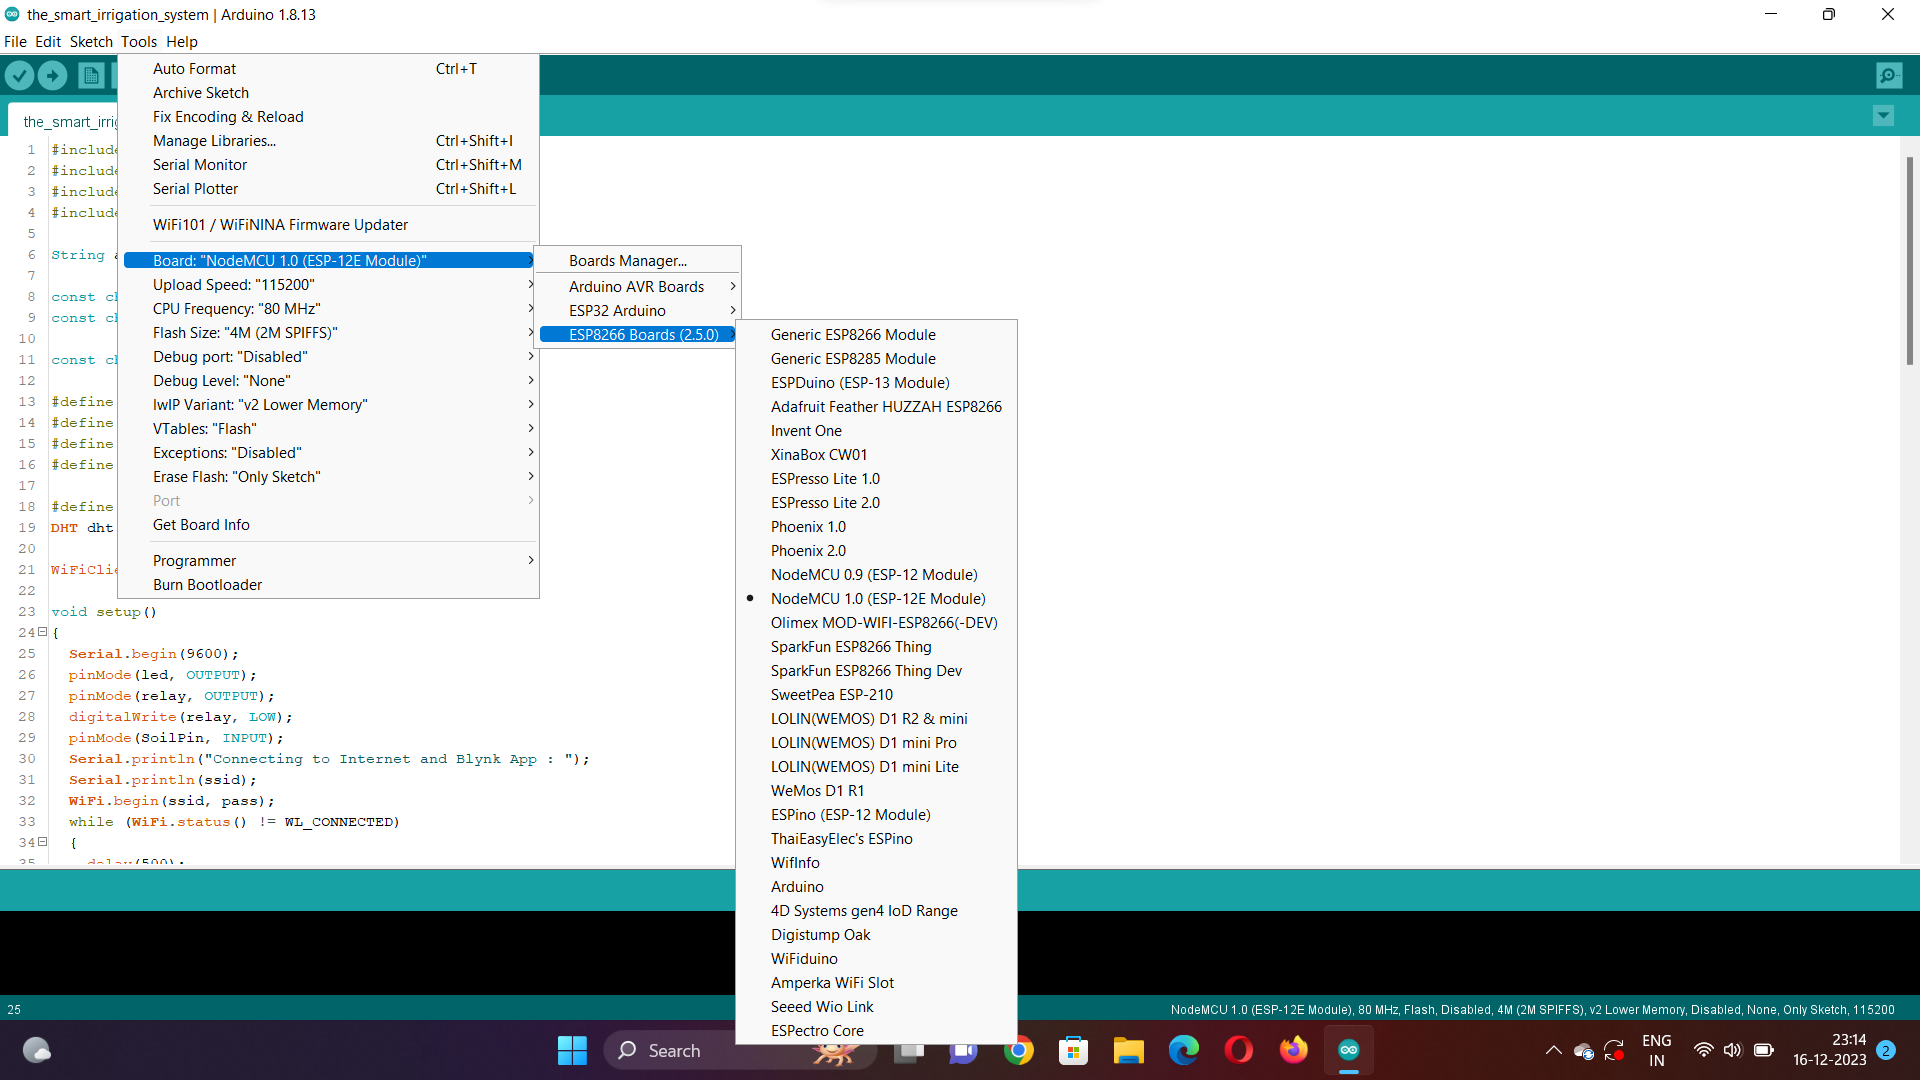 the_smart_irrigation_system | Arduino 1.8.13
File Edit Sketch Tools Help
the_smart_irrig
Auto Format Ctrl+T
Archive Sketch
Fix Encoding & Reload
Manage Libraries... Ctrl+Shift+I
Serial Monitor Ctrl+Shift+M
Serial Plotter Ctrl+Shift+L
WiFi101 / WiFiNINA Firmware Updater
Board: "NodeMCU 1.0 (ESP-12E Module)"
Upload Speed: "115200"
CPU Frequency: "80 MHz"
Flash Size: "4M (2M SPIFFS)"
Debug port: "Disabled"
Debug Level: "None"
IwIP Variant: "v2 Lower Memory"
VTables: "Flash"
Exceptions: "Disabled"
Erase Flash: "Only Sketch"
Port
Get Board Info
Programmer
Burn Bootloader
Boards Manager...
Arduino AVR Boards
ESP32 Arduino
ESP8266 Boards (2.5.0)
Generic ESP8266 Module
Generic ESP8285 Module
ESPDuino (ESP-13 Module)
Adafruit Feather HUZZAH ESP8266
Invent One
XinaBox CW01
ESPresso Lite 1.0
ESPresso Lite 2.0
Phoenix 1.0
Phoenix 2.0
NodeMCU 0.9 (ESP-12 Module)
NodeMCU 1.0 (ESP-12E Module)
Olimex MOD-WIFI-ESP8266(-DEV)
SparkFun ESP8266 Thing
SparkFun ESP8266 Thing Dev
SweetPea ESP-210
LOLIN(WEMOS) D1 R2 & mini
LOLIN(WEMOS) D1 mini Pro
LOLIN(WEMOS) D1 mini Lite
WeMos D1 R1
ESPino (ESP-12 Module)
ThaiEasyElec's ESPino
WifInfo
Arduino
4D Systems gen4 IoD Range
Digistump Oak
WiFiduino
Amperka WiFi Slot
Seeed Wio Link
ESPectro Core
1 #include
2 #include
3 #include
4 #include
5
6 String a
7
8 const ch
9 const ch
10
11 const ch
12
13 #define
14 #define
15 #define
16 #define
17
18 #define
19 DHT dht
20
21 WiFiClie
22
23 void setup()
24 {
25 Serial.begin(9600);
26 pinMode(led, OUTPUT);
27 pinMode(relay, OUTPUT);
28 digitalWrite(relay, LOW);
29 pinMode(SoilPin, INPUT);
30 Serial.println("Connecting to Internet and Blynk App : ");
31 Serial.println(ssid);
32 WiFi.begin(ssid, pass);
33 while (WiFi.status() != WL_CONNECTED)
34 {
35 delay(500);
25 NodeMCU 1.0 (ESP-12E Module), 80 MHz, Flash, Disabled, 4M (2M SPIFFS), v2 Lower Memory, Disabled, None, Only Sketch, 115200
Search
ENG
IN
23:14
16-12-2023
2